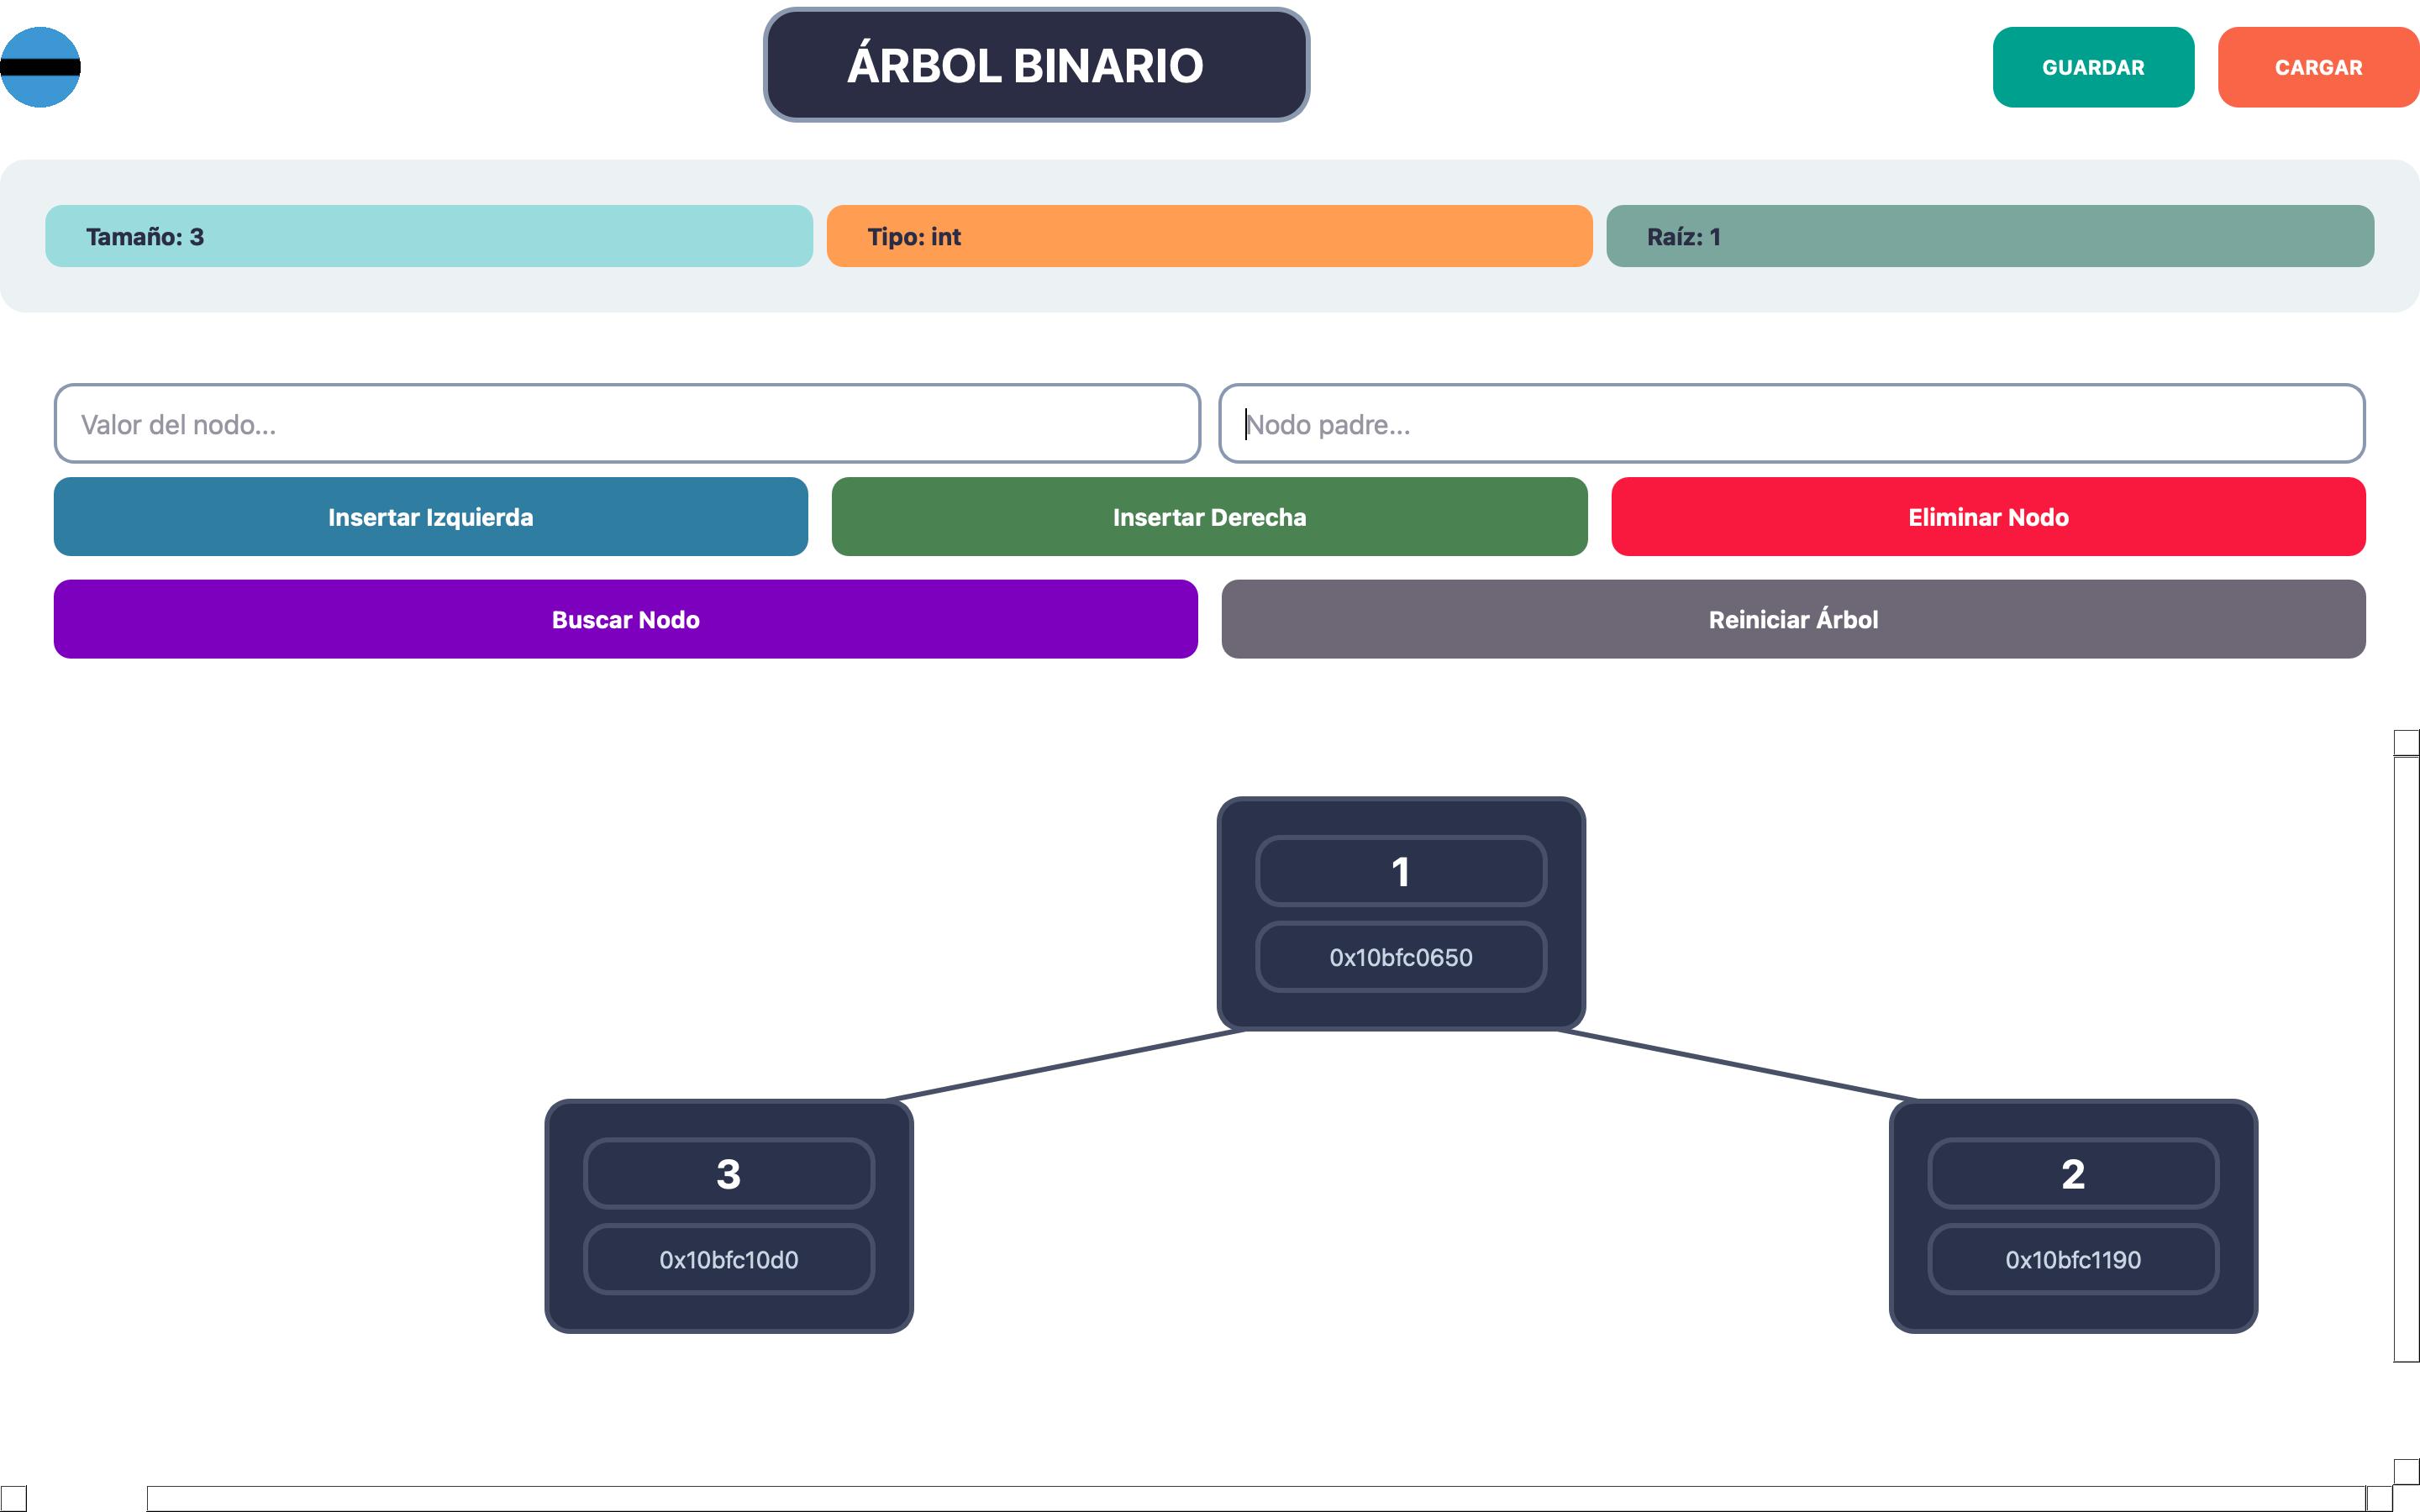 ÁRBOL BINARIO
GUARDAR
CARGAR
Tamaño: 3
Tipo: int
Raíz: 1
Valor del nodo...
Nodo padre...
Insertar Izquierda
Insertar Derecha
Eliminar Nodo
Buscar Nodo
Reiniciar Árbol
1
0x10bfc0650
3
0x10bfc10d0
2
0x10bfc1190